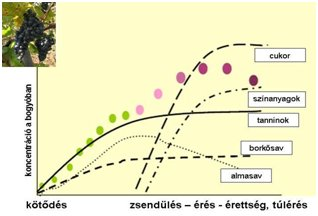 cukor
színanyagok
tanninok
borkősav
almasav
koncentráció a bogyóban
kötődés
zsendülés – érés - érettség, túlérés